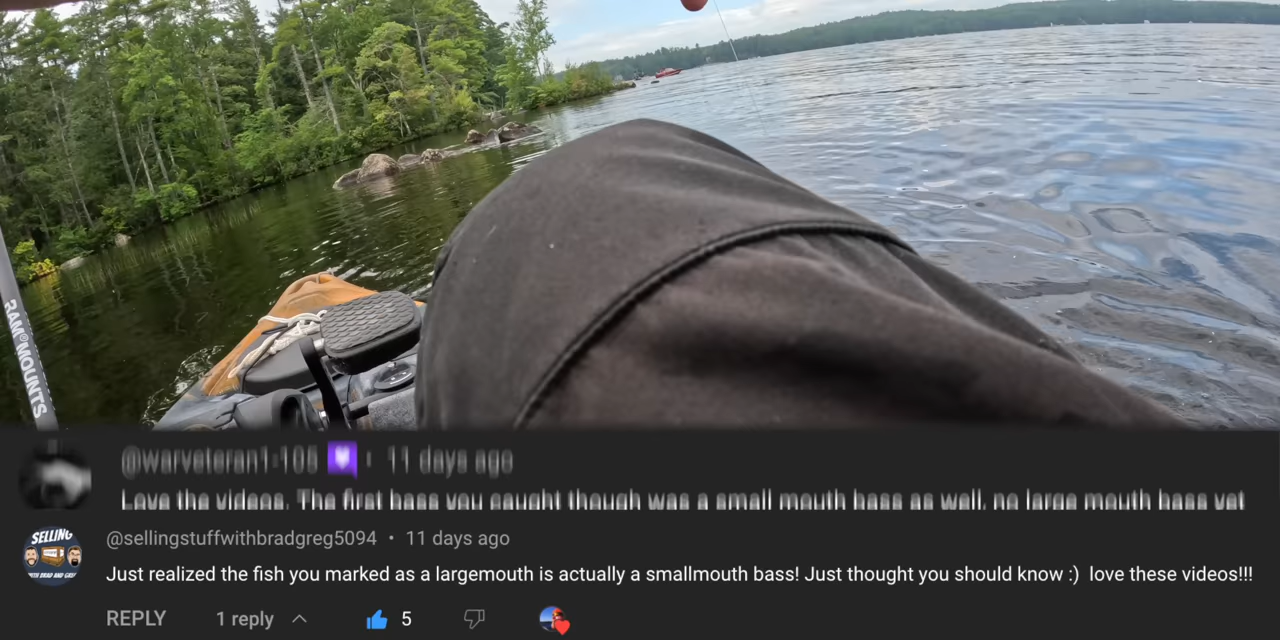 RAM® MOUNTS
@warveteran1-108 11 days ago
Love the videos. The first bass you caught though was a small mouth bass as well, no large mouth bass yet
SELLING
@sellingstuffwithbradgreg5094 • 11 days ago
Just realized the fish you marked as a largemouth is actually a smallmouth bass! Just thought you should know :) love these videos!!!
REPLY 1 reply 5